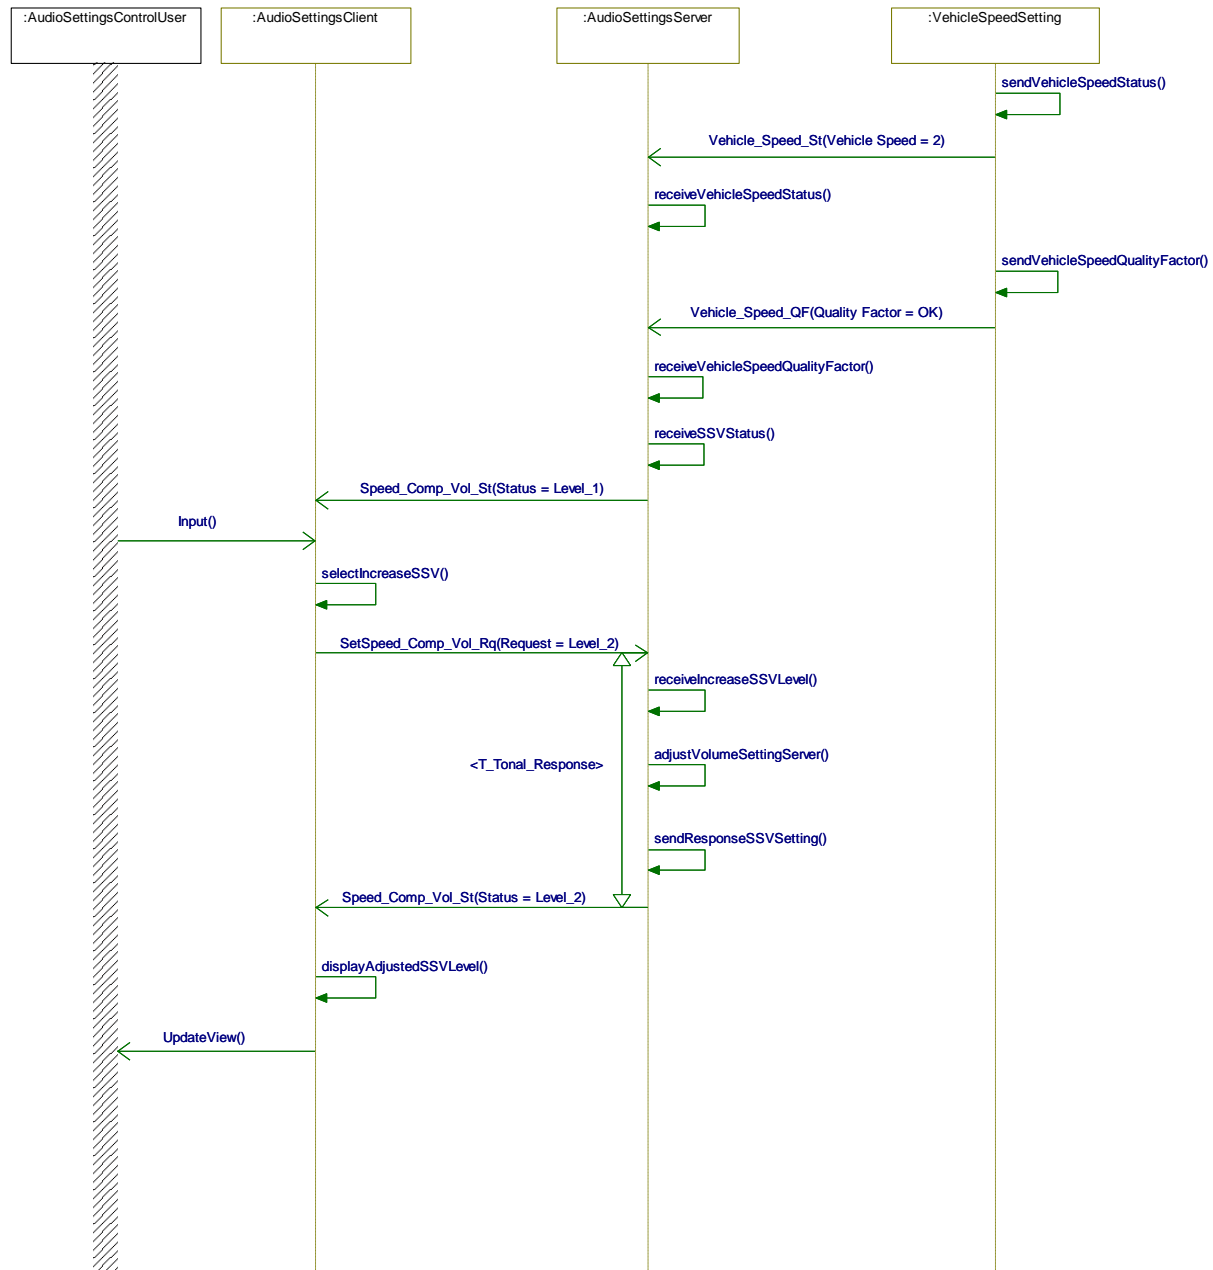 :AudioSettingsControlUser
:AudioSettingsClient
:AudioSettingsServer
:VehicleSpeedSetting
sendVehicleSpeedStatus()
Vehicle_Speed_St(Vehicle Speed = 2)
receiveVehicleSpeedStatus()
sendVehicleSpeedQualityFactor()
Vehicle_Speed_QF(Quality Factor = OK)
receiveVehicleSpeedQualityFactor()
receiveSSVStatus()
Speed_Comp_Vol_St(Status = Level_1)
Input()
selectIncreaseSSV()
SetSpeed_Comp_Vol_Rq(Request = Level_2)
receiveIncreaseSSVLevel()
adjustVolumeSettingServer()
<T_Tonal_Response>
sendResponseSSVSetting()
Speed_Comp_Vol_St(Status = Level_2)
displayAdjustedSSVLevel()
UpdateView()